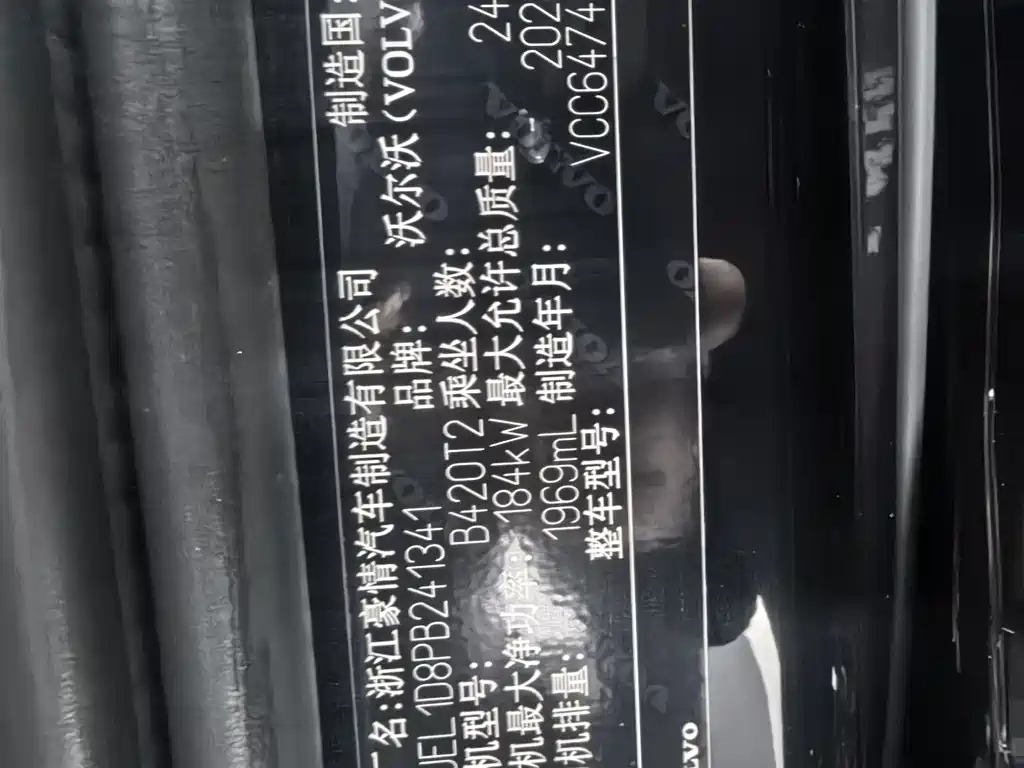 名:浙江豪情汽车制造有限公司 制造国:
品牌: 沃尔沃(VOLV
UEL1D8PB241341 乘坐人数:
机型号: B420T2 最大允许总质量: 24
机最大净功率: 184kW 制造年月: 202
机排量: 1969mL
整车型号: VCC6474
LVO